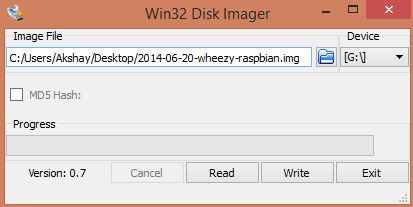 Win32 Disk Imager
Image File
Device
C:/Users/Akshay/Desktop/2014-06-20-wheezy-raspbian.img
[G:\]
MD5 Hash:
Progress
Version: 0.7
Cancel
Read
Write
Exit